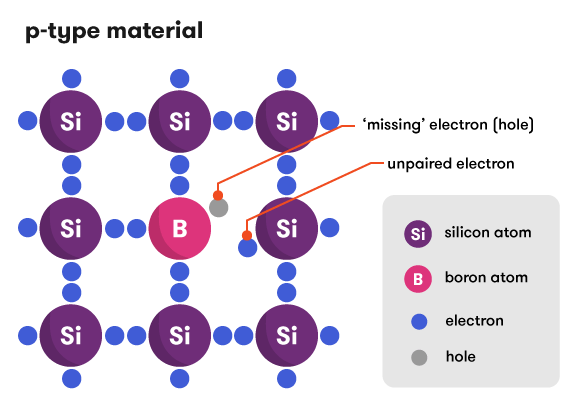 p-type material
Si Si Si
'missing' electron (hole)
unpaired electron
Si B Si
Si silicon atom
B boron atom
electron
hole
Si Si Si